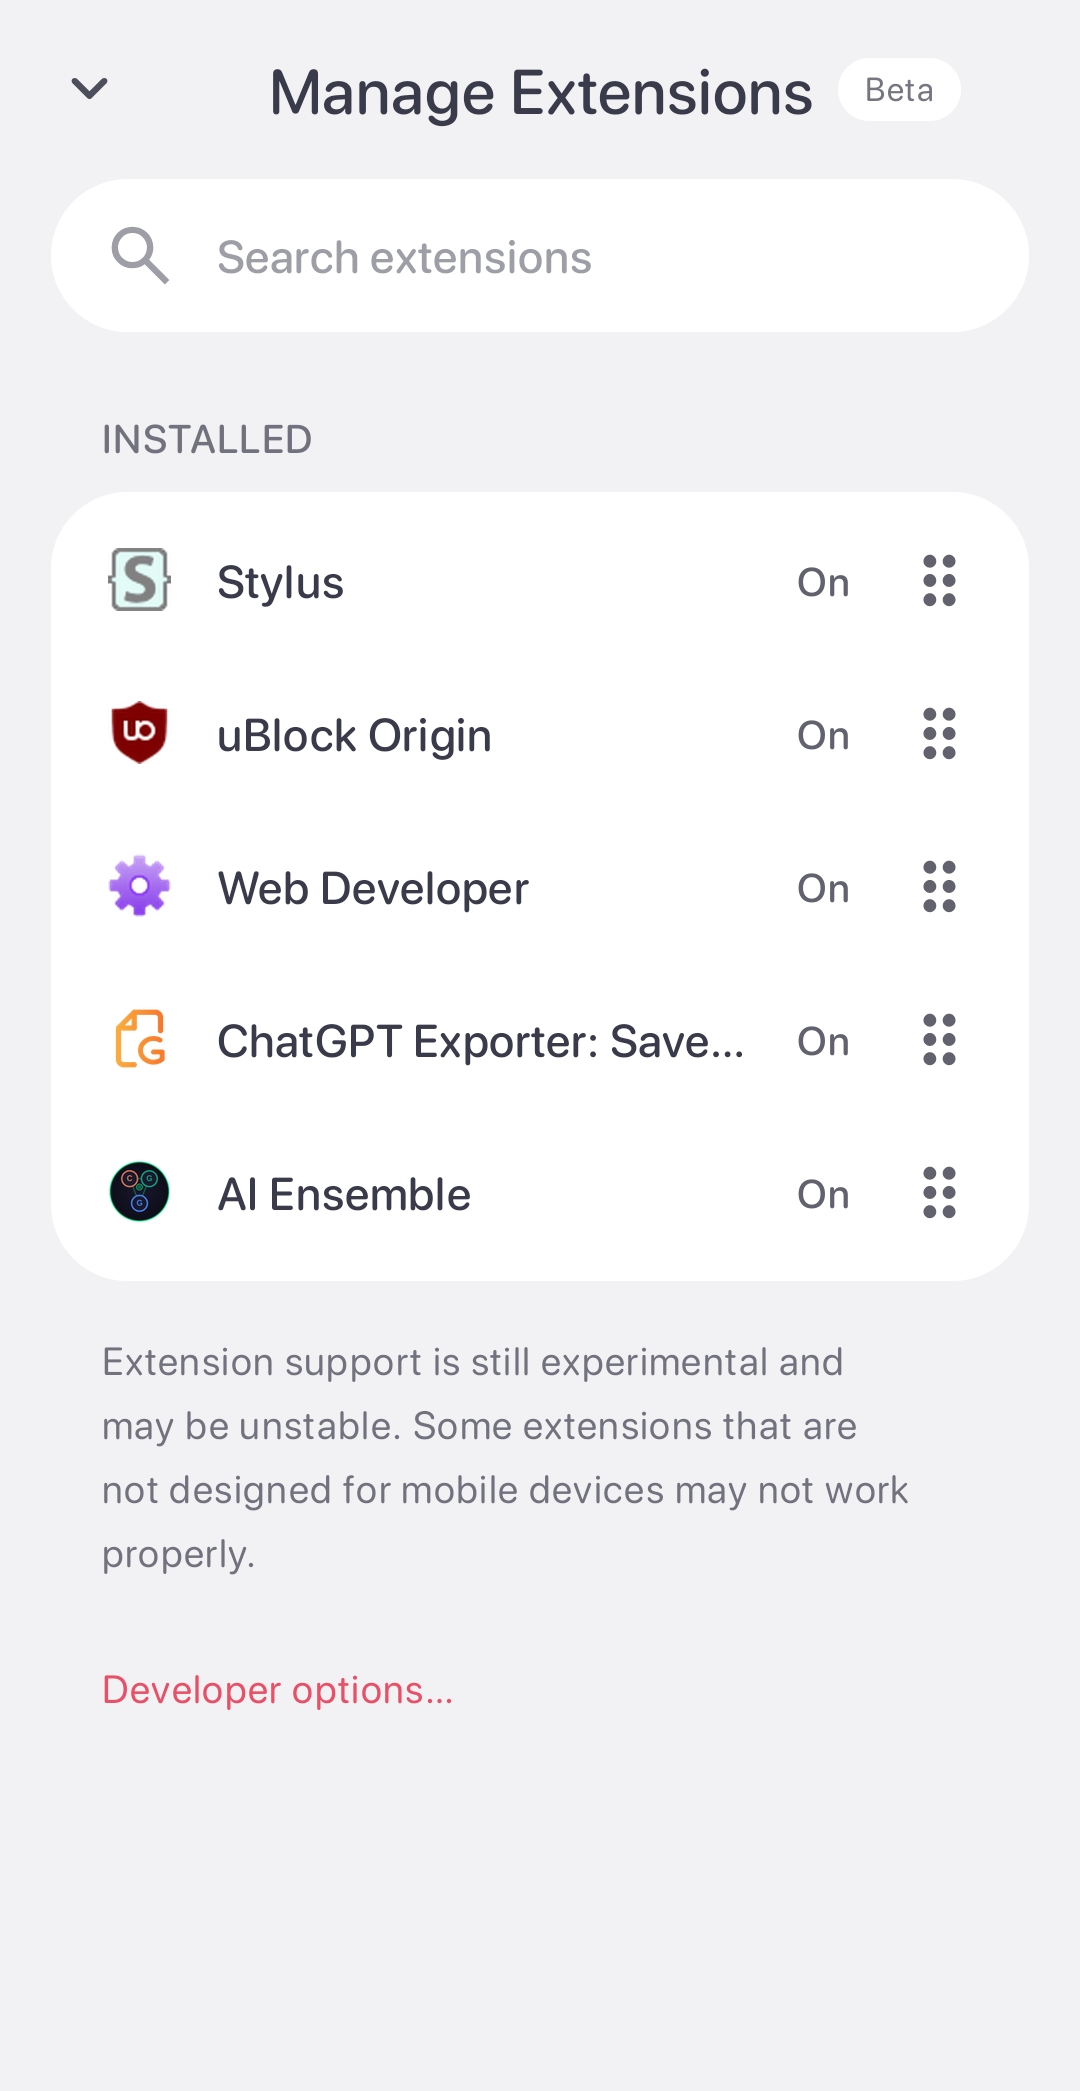 Manage Extensions Beta
Search extensions
INSTALLED
Stylus On
uBlock Origin On
Web Developer On
ChatGPT Exporter: Save... On
AI Ensemble On
Extension support is still experimental and
may be unstable. Some extensions that are
not designed for mobile devices may not work
properly.
Developer options...